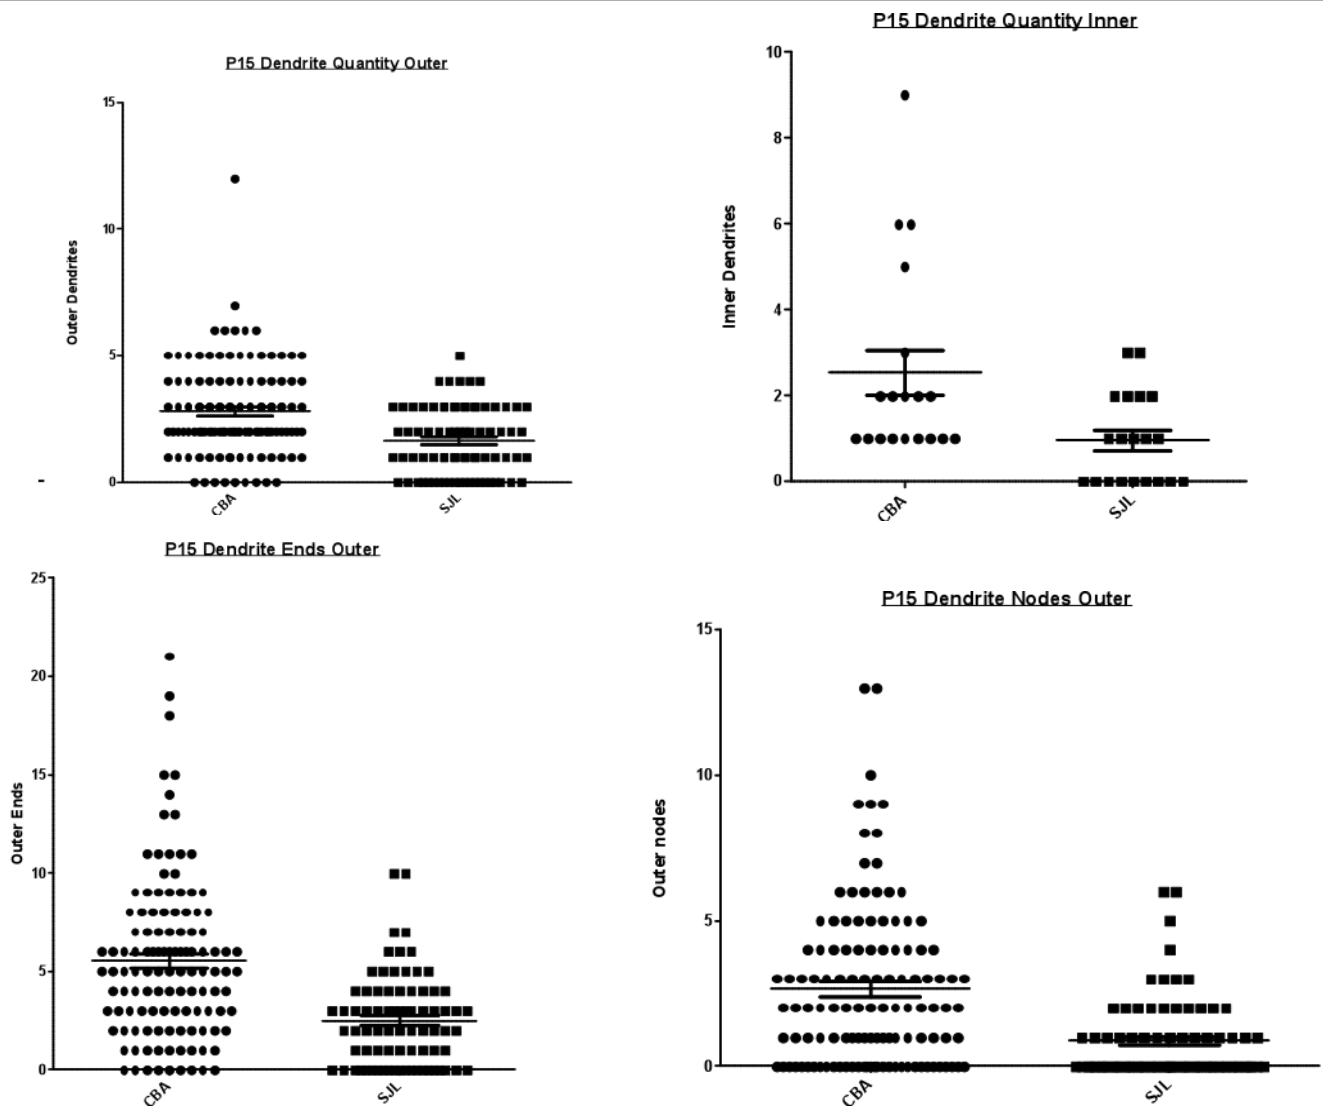 P15 Dendrite Quantity Outer
15
10
5
0
Outer Dendrites
CBA
SJL
P15 Dendrite Quantity Inner
10
8
6
4
2
0
Inner Dendrites
CBA
SJL
P15 Dendrite Ends Outer
25
20
15
10
5
0
Outer Ends
CBA
SJL
P15 Dendrite Nodes Outer
15
10
5
0
Outer nodes
CBA
SJL